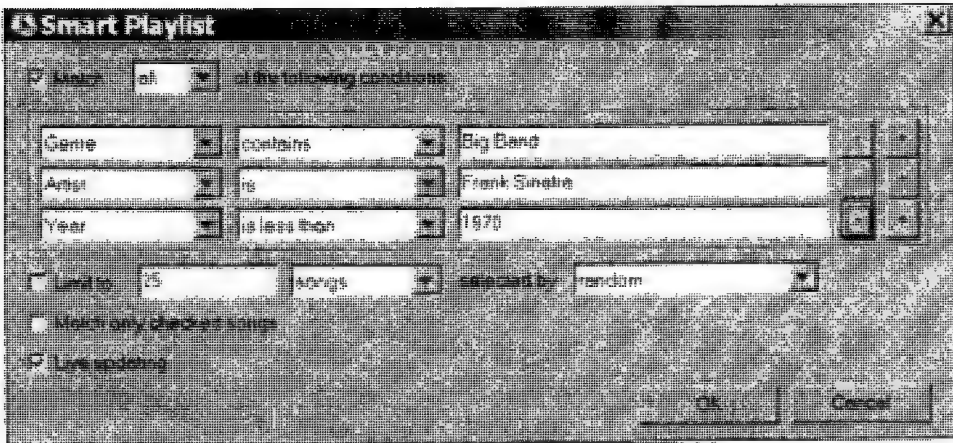 Smart Playlist
Match all of the following conditions:
Genre contains Big Band
Artist is Frank Sinatra
Year is less than 1970
Limit to 25 songs selected by random
Match only checked songs
Live updating
OK Cancel